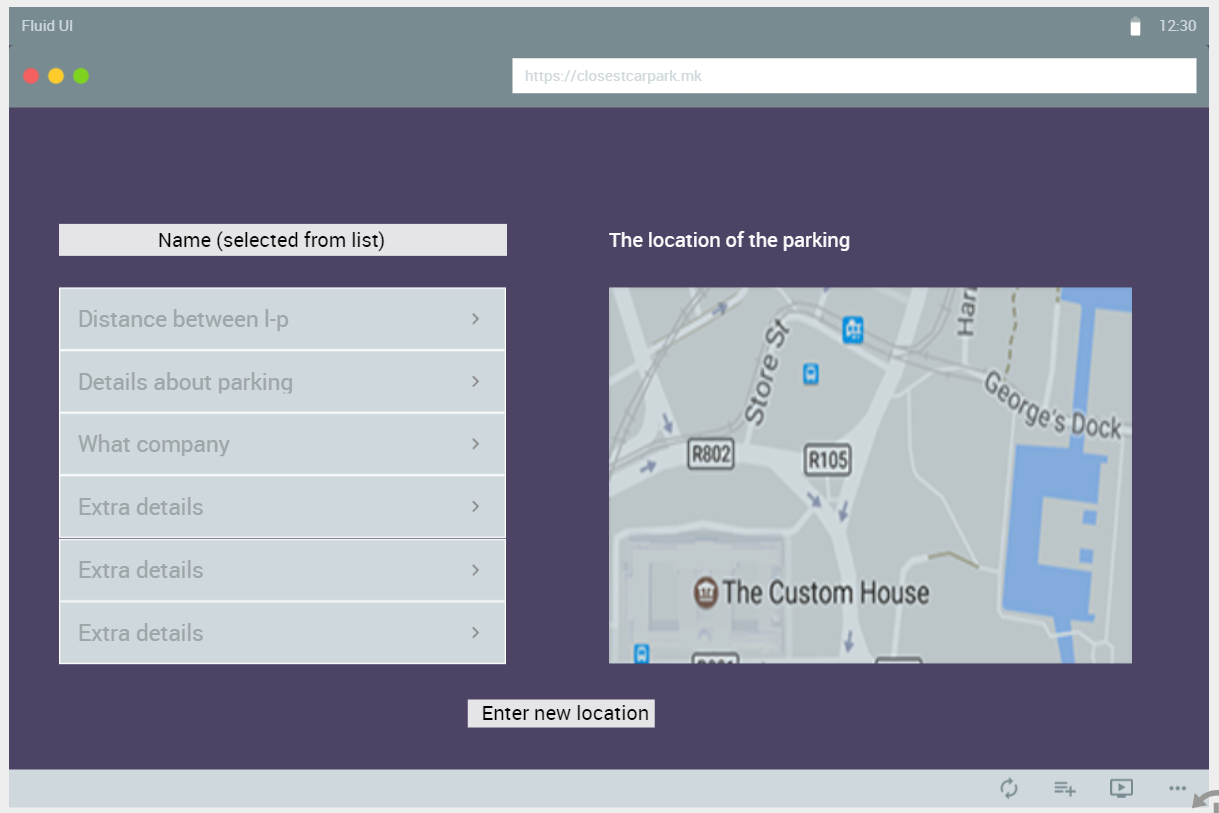 Fluid UI
12:30
https://closestcarpark.mk
Name (selected from list)
The location of the parking
Distance between l-p
Details about parking
What company
Extra details
Extra details
Extra details
Store St
George's Dock
R802
R105
The Custom House
Enter new location